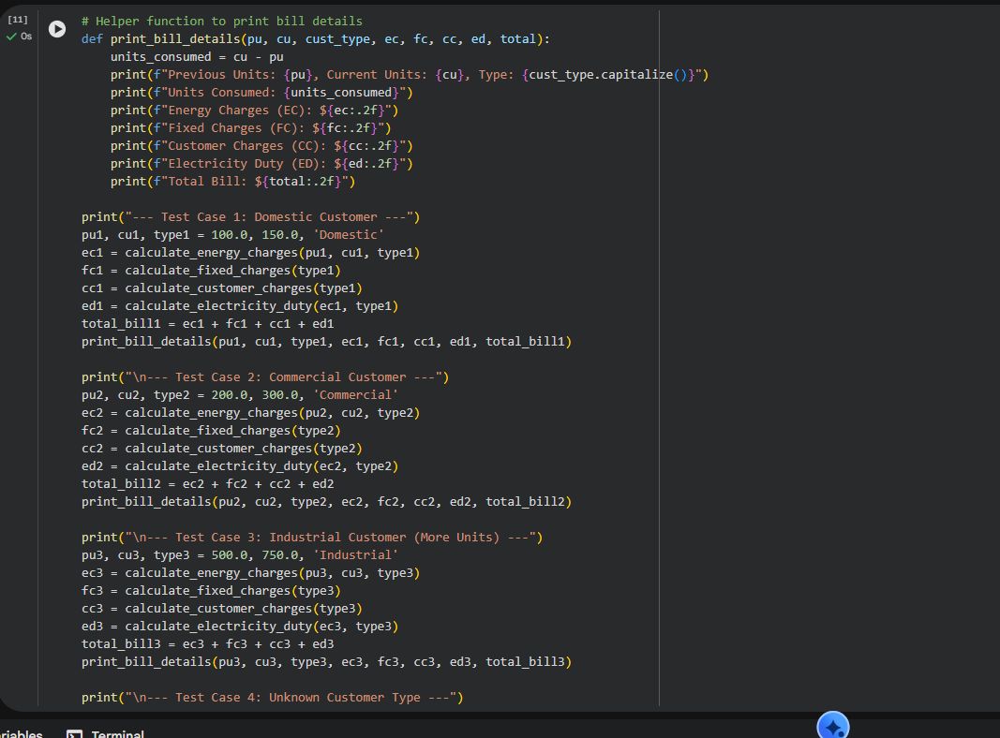 [11]
0s
# Helper function to print bill details
def print_bill_details(pu, cu, cust_type, ec, fc, cc, ed, total):
    units_consumed = cu - pu
    print(f"Previous Units: {pu}, Current Units: {cu}, Type: {cust_type.capitalize()}")
    print(f"Units Consumed: {units_consumed}")
    print(f"Energy Charges (EC): ${ec:.2f}")
    print(f"Fixed Charges (FC): ${fc:.2f}")
    print(f"Customer Charges (CC): ${cc:.2f}")
    print(f"Electricity Duty (ED): ${ed:.2f}")
    print(f"Total Bill: ${total:.2f}")

print("--- Test Case 1: Domestic Customer ---")
pu1, cu1, type1 = 100.0, 150.0, 'Domestic'
ec1 = calculate_energy_charges(pu1, cu1, type1)
fc1 = calculate_fixed_charges(type1)
cc1 = calculate_customer_charges(type1)
ed1 = calculate_electricity_duty(ec1, type1)
total_bill1 = ec1 + fc1 + cc1 + ed1
print_bill_details(pu1, cu1, type1, ec1, fc1, cc1, ed1, total_bill1)

print("\n--- Test Case 2: Commercial Customer ---")
pu2, cu2, type2 = 200.0, 300.0, 'Commercial'
ec2 = calculate_energy_charges(pu2, cu2, type2)
fc2 = calculate_fixed_charges(type2)
cc2 = calculate_customer_charges(type2)
ed2 = calculate_electricity_duty(ec2, type2)
total_bill2 = ec2 + fc2 + cc2 + ed2
print_bill_details(pu2, cu2, type2, ec2, fc2, cc2, ed2, total_bill2)

print("\n--- Test Case 3: Industrial Customer (More Units) ---")
pu3, cu3, type3 = 500.0, 750.0, 'Industrial'
ec3 = calculate_energy_charges(pu3, cu3, type3)
fc3 = calculate_fixed_charges(type3)
cc3 = calculate_customer_charges(type3)
ed3 = calculate_electricity_duty(ec3, type3)
total_bill3 = ec3 + fc3 + cc3 + ed3
print_bill_details(pu3, cu3, type3, ec3, fc3, cc3, ed3, total_bill3)

print("\n--- Test Case 4: Unknown Customer Type ---")
riables Terminal